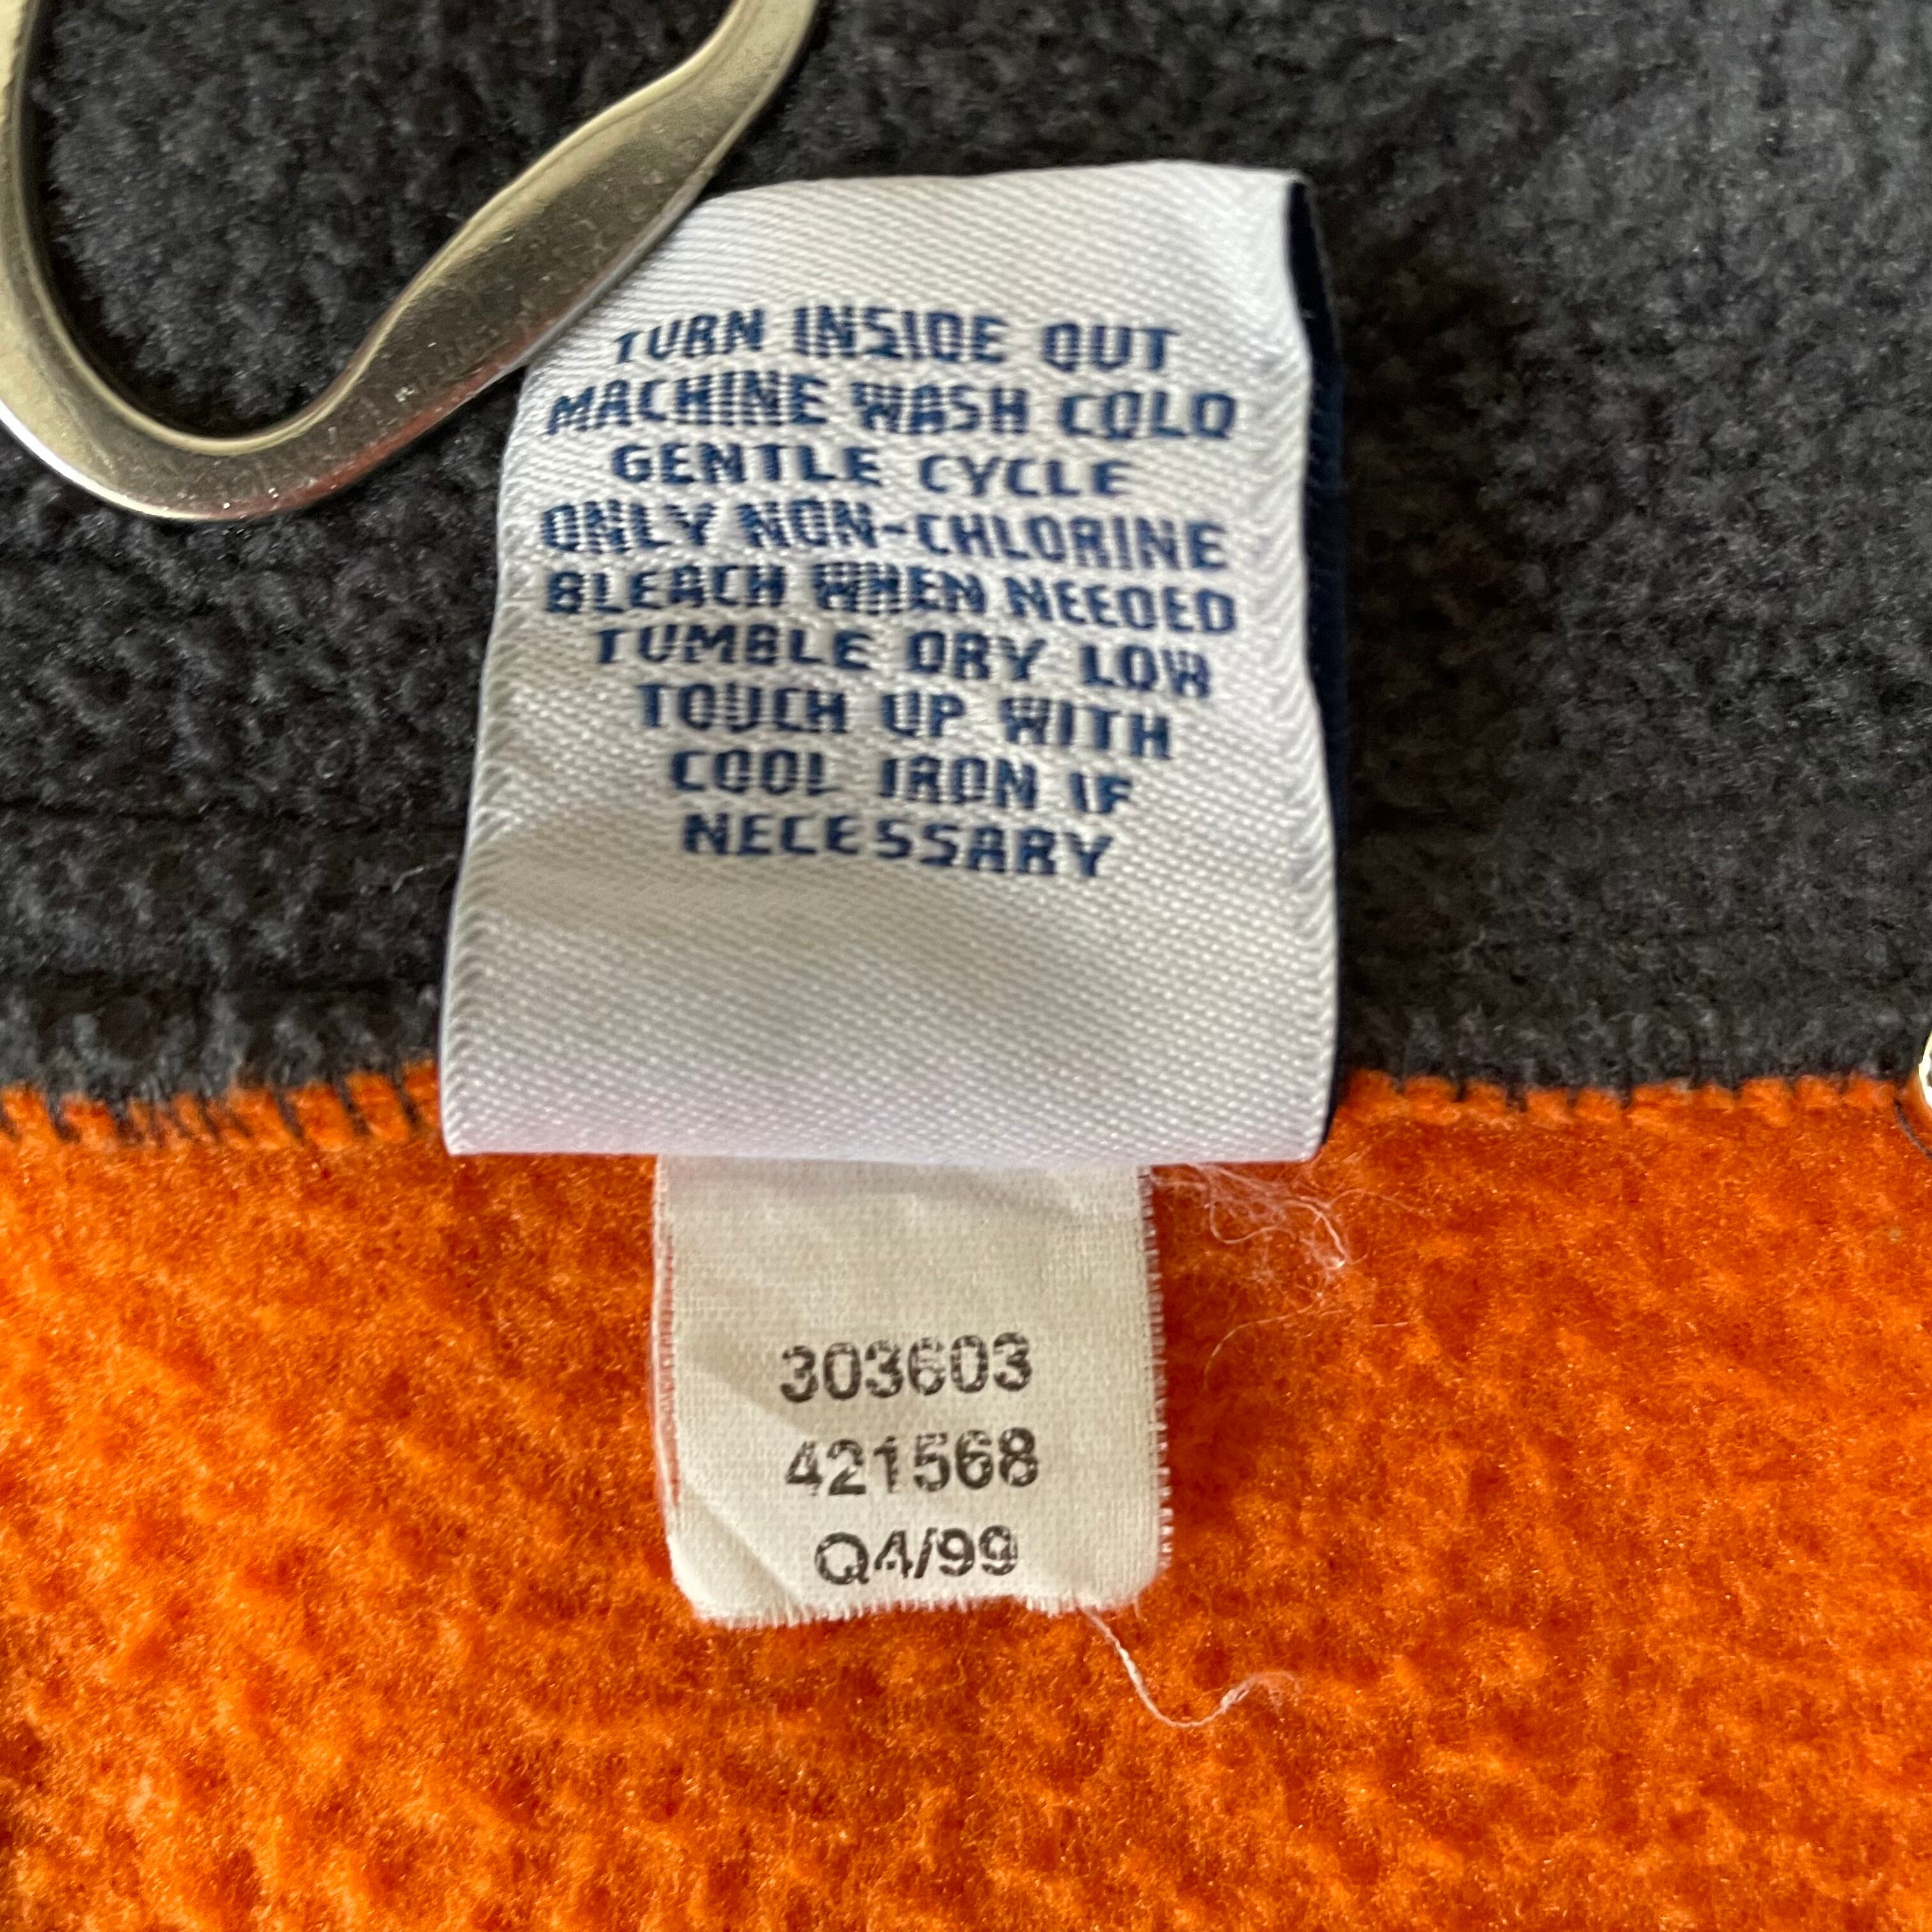 TURN INSIDE OUT
MACHINE WASH COLD
GENTLE CYCLE
ONLY NON-CHLORINE
BLEACH WHEN NEEDED
TUMBLE DRY LOW
TOUCH UP WITH
COOL IRON IF
NECESSARY
303603
421568
Q4/99